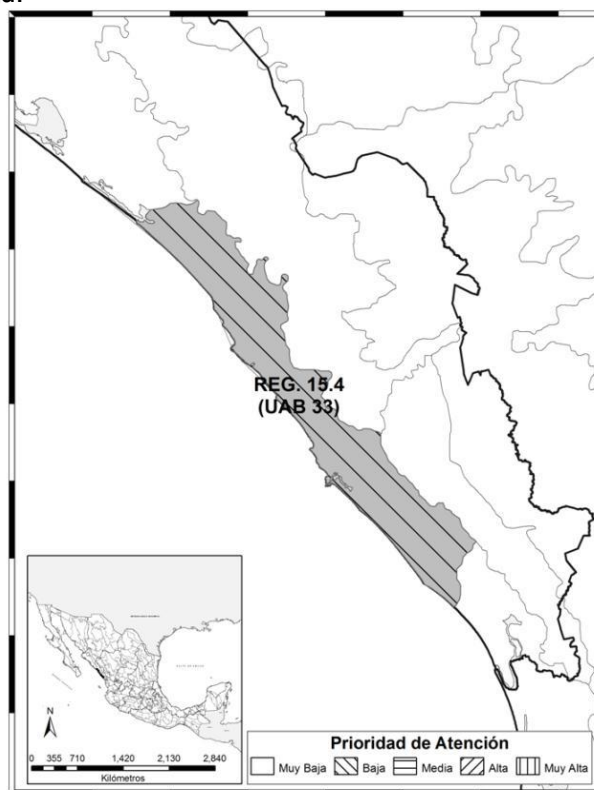 d.
REG. 15.4
(UAB 33)
N
0 355 710 1,420 2,130 2,840
Kilómetros
Prioridad de Atención
Muy Baja Baja Media Alta Muy Alta